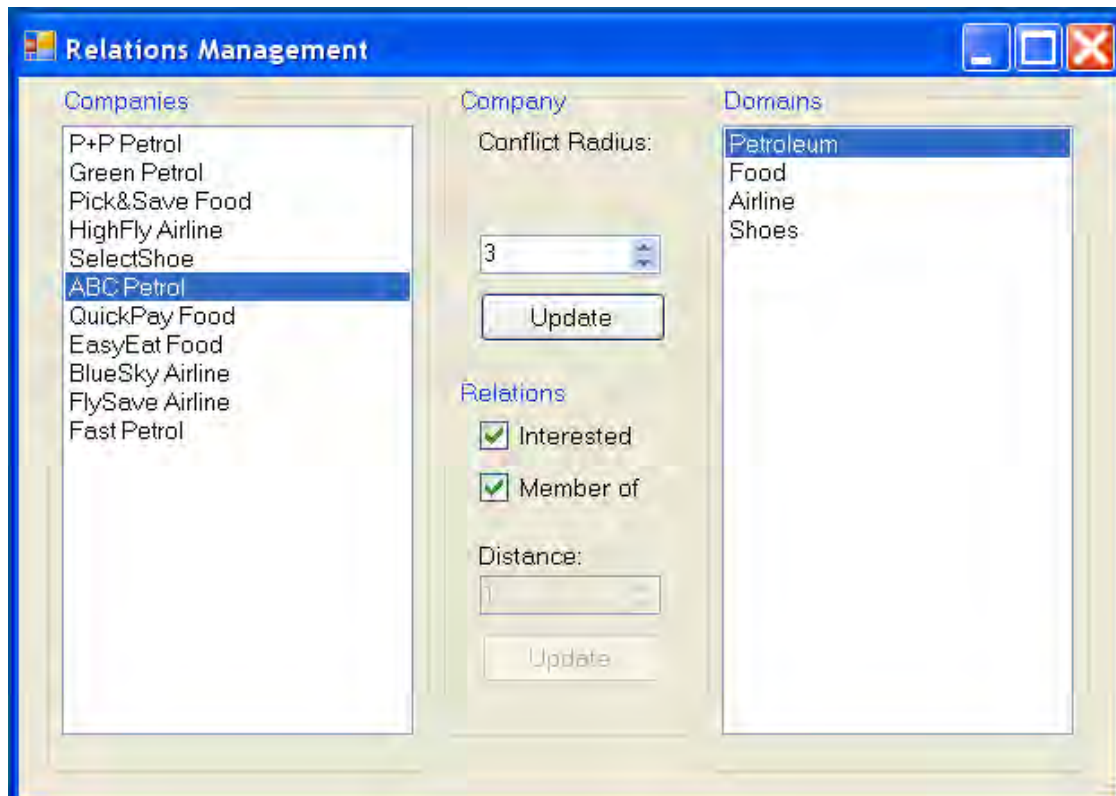 Relations Management
Companies
P+P Petrol
Green Petrol
Pick&Save Food
HighFly Airline
SelectShoe
ABC Petrol
QuickPay Food
EasyEat Food
BlueSky Airline
FlySave Airline
Fast Petrol
Company
Conflict Radius:
3
Update
Relations
Interested
Member of
Distance:
1
Update
Domains
Petroleum
Food
Airline
Shoes